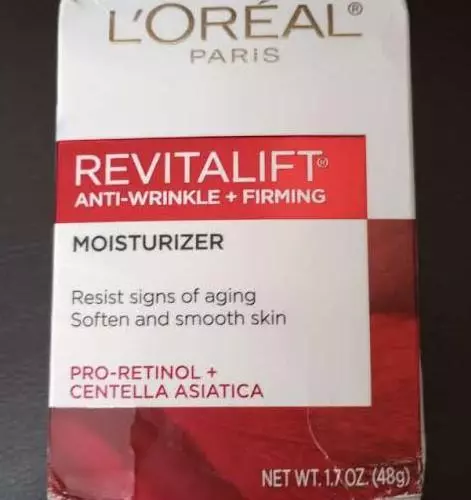 L'ORÉAL®
PARIS
REVITALIFT®
ANTI-WRINKLE + FIRMING
MOISTURIZER
Resist signs of aging
Soften and smooth skin
PRO-RETINOL +
CENTELLA ASIATICA
NET WT. 1.7 OZ. (48g)